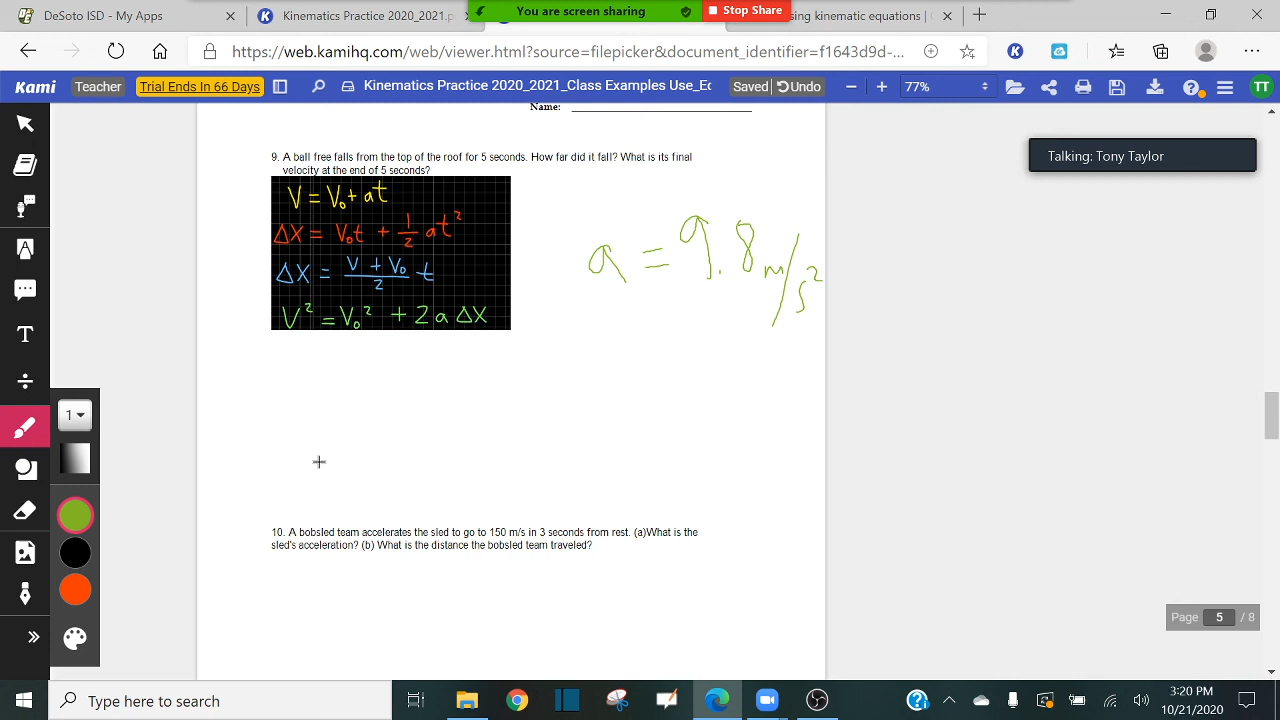 SD - My Apps
Kinematics Practice 2020_2021.p
You are screen sharing
Stop Share
sing kinematic equations | C
https://web.kamihq.com/web/viewer.html?source=filepicker&document_identifier=f1643d9d-...
Kami Teacher Trial Ends In 66 Days Kinematics Practice 2020_2021_Class Examples Use_Ec Saved Undo 77% TT
Name:
Talking: Tony Taylor
9. A ball free falls from the top of the roof for 5 seconds. How far did it fall? What is its final
velocity at the end of 5 seconds?
V = V₀ + at
ΔX = V₀t + 1/2 at²
ΔX = (V + V₀)/2 t
V² = V₀² + 2a ΔX
a = 9.8 m/s²
1
10. A bobsled team accelerates the sled to go to 150 m/s in 3 seconds from rest. (a)What is the
sled's acceleration? (b) What is the distance the bobsled team traveled?
Page 5 / 8
Type here to search
3:20 PM
10/21/2020